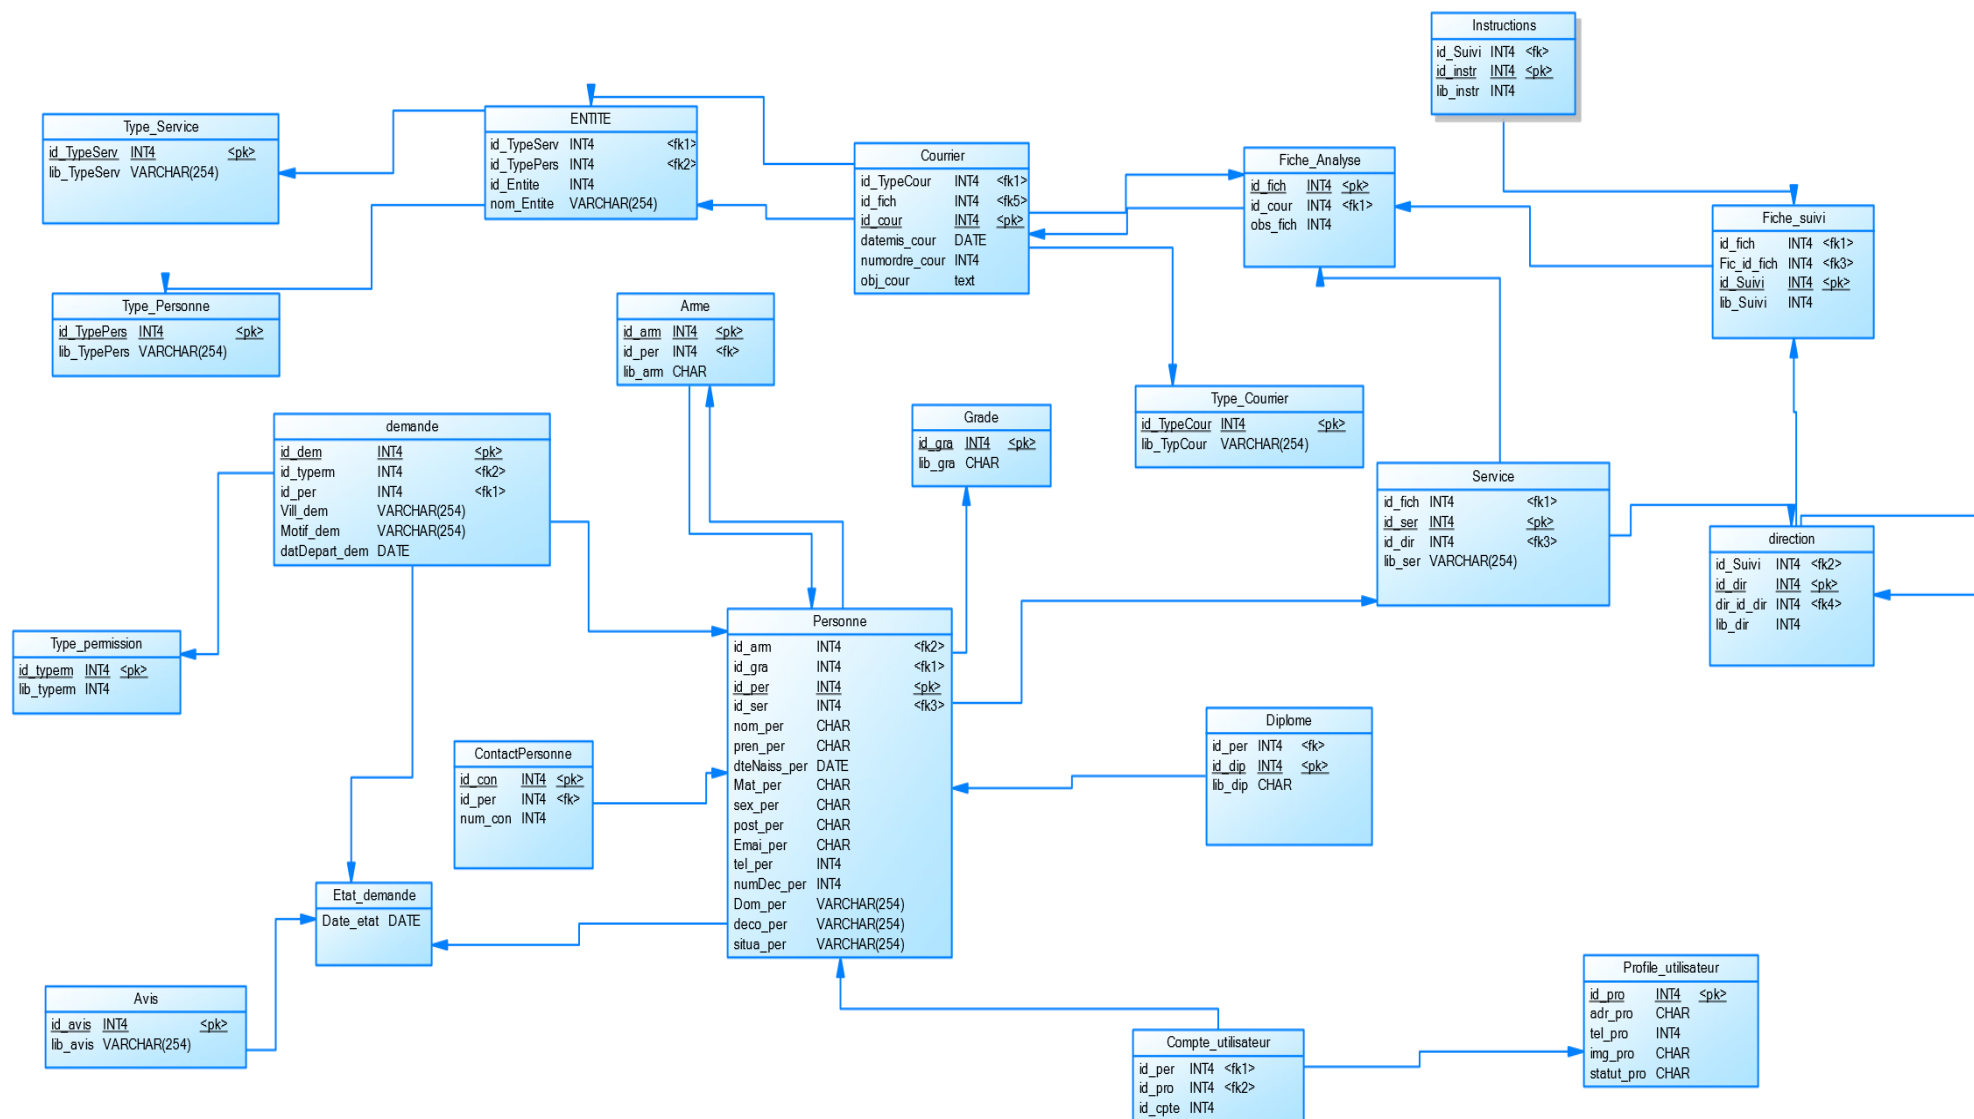 Instructions
id_Suivi INT4 <fk>
id_instr INT4 <pk>
lib_instr INT4
Type_Service
id_TypeServ INT4 <pk>
lib_TypeServ VARCHAR(254)
ENTITE
id_TypeServ INT4 <fk1>
id_TypePers INT4 <fk2>
id_Entite INT4
nom_Entite VARCHAR(254)
Courrier
id_TypeCour INT4 <fk1>
id_fich INT4 <fk5>
id_cour INT4 <pk>
datemis_cour DATE
numordre_cour INT4
obj_cour text
Fiche_Analyse
id_fich INT4 <pk>
id_cour INT4 <fk1>
obs_fich INT4
Fiche_suivi
id_fich INT4 <fk1>
Fic_id_fich INT4 <fk3>
id_Suivi INT4 <pk>
lib_Suivi INT4
Type_Personne
id_TypePers INT4 <pk>
lib_TypePers VARCHAR(254)
Arme
id_arm INT4 <pk>
id_per INT4 <fk>
lib_arm CHAR
Type_Courrier
id_TypeCour INT4 <pk>
lib_TypCour VARCHAR(254)
Grade
id_gra INT4 <pk>
lib_gra CHAR
demande
id_dem INT4 <pk>
id_typerm INT4 <fk2>
id_per INT4 <fk1>
Vill_dem VARCHAR(254)
Motif_dem VARCHAR(254)
datDepart_dem DATE
Service
id_fich INT4 <fk1>
id_ser INT4 <pk>
id_dir INT4 <fk3>
lib_ser VARCHAR(254)
direction
id_Suivi INT4 <fk2>
id_dir INT4 <pk>
dir_id_dir INT4 <fk4>
lib_dir INT4
Type_permission
id_typerm INT4 <pk>
lib_typerm INT4
Personne
id_arm INT4 <fk2>
id_gra INT4 <fk1>
id_per INT4 <pk>
id_ser INT4 <fk3>
nom_per CHAR
pren_per CHAR
dteNaiss_per DATE
Mat_per CHAR
sex_per CHAR
post_per CHAR
Emai_per CHAR
tel_per INT4
numDec_per INT4
Dom_per VARCHAR(254)
deco_per VARCHAR(254)
situa_per VARCHAR(254)
Diplome
id_per INT4 <fk>
id_dip INT4 <pk>
lib_dip CHAR
ContactPersonne
id_con INT4 <pk>
id_per INT4 <fk>
num_con INT4
Etat_demande
Date_etat DATE
Avis
id_avis INT4 <pk>
lib_avis VARCHAR(254)
Profile_utilisateur
id_pro INT4 <pk>
adr_pro CHAR
tel_pro INT4
img_pro CHAR
statut_pro CHAR
Compte_utilisateur
id_per INT4 <fk1>
id_pro INT4 <fk2>
id_cpte INT4